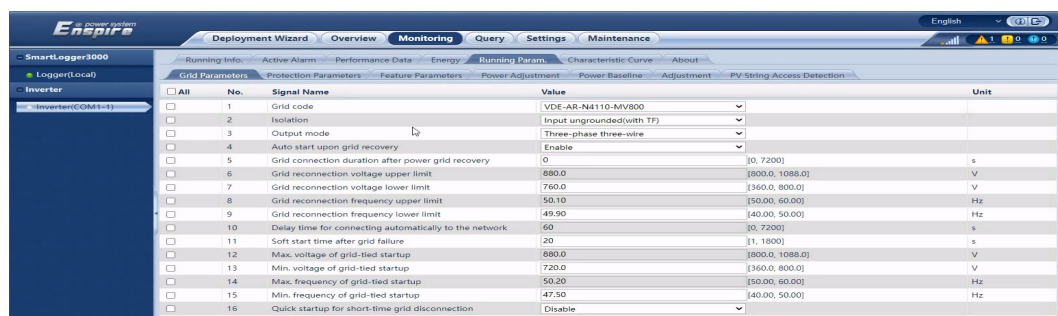 Enspire power system
English
Deployment Wizard Overview Monitoring Query Settings Maintenance
1 0 0
SmartLogger3000
Running Info. Active Alarm Performance Data Energy Running Param. Characteristic Curve About
Logger(Local)
Grid Parameters Protection Parameters Feature Parameters Power Adjustment Power Baseline Adjustment PV String Access Detection
Inverter
All No. Signal Name Value Unit
Inverter(COM1-1)
1 Grid code VDE-AR-N4110-MV800
2 Isolation Input ungrounded(with TF)
3 Output mode Three-phase three-wire
4 Auto start upon grid recovery Enable
5 Grid connection duration after power grid recovery 0 [0, 7200] s
6 Grid reconnection voltage upper limit 880.0 [800.0, 1088.0] V
7 Grid reconnection voltage lower limit 760.0 [360.0, 800.0] V
8 Grid reconnection frequency upper limit 50.10 [50.00, 60.00] Hz
9 Grid reconnection frequency lower limit 49.90 [40.00, 50.00] Hz
10 Delay time for connecting automatically to the network 60 [0, 7200] s
11 Soft start time after grid failure 20 [1, 1800] s
12 Max. voltage of grid-tied startup 880.0 [800.0, 1088.0] V
13 Min. voltage of grid-tied startup 720.0 [360.0, 800.0] V
14 Max. frequency of grid-tied startup 50.20 [50.00, 60.00] Hz
15 Min. frequency of grid-tied startup 47.50 [40.00, 50.00] Hz
16 Quick startup for short-time grid disconnection Disable